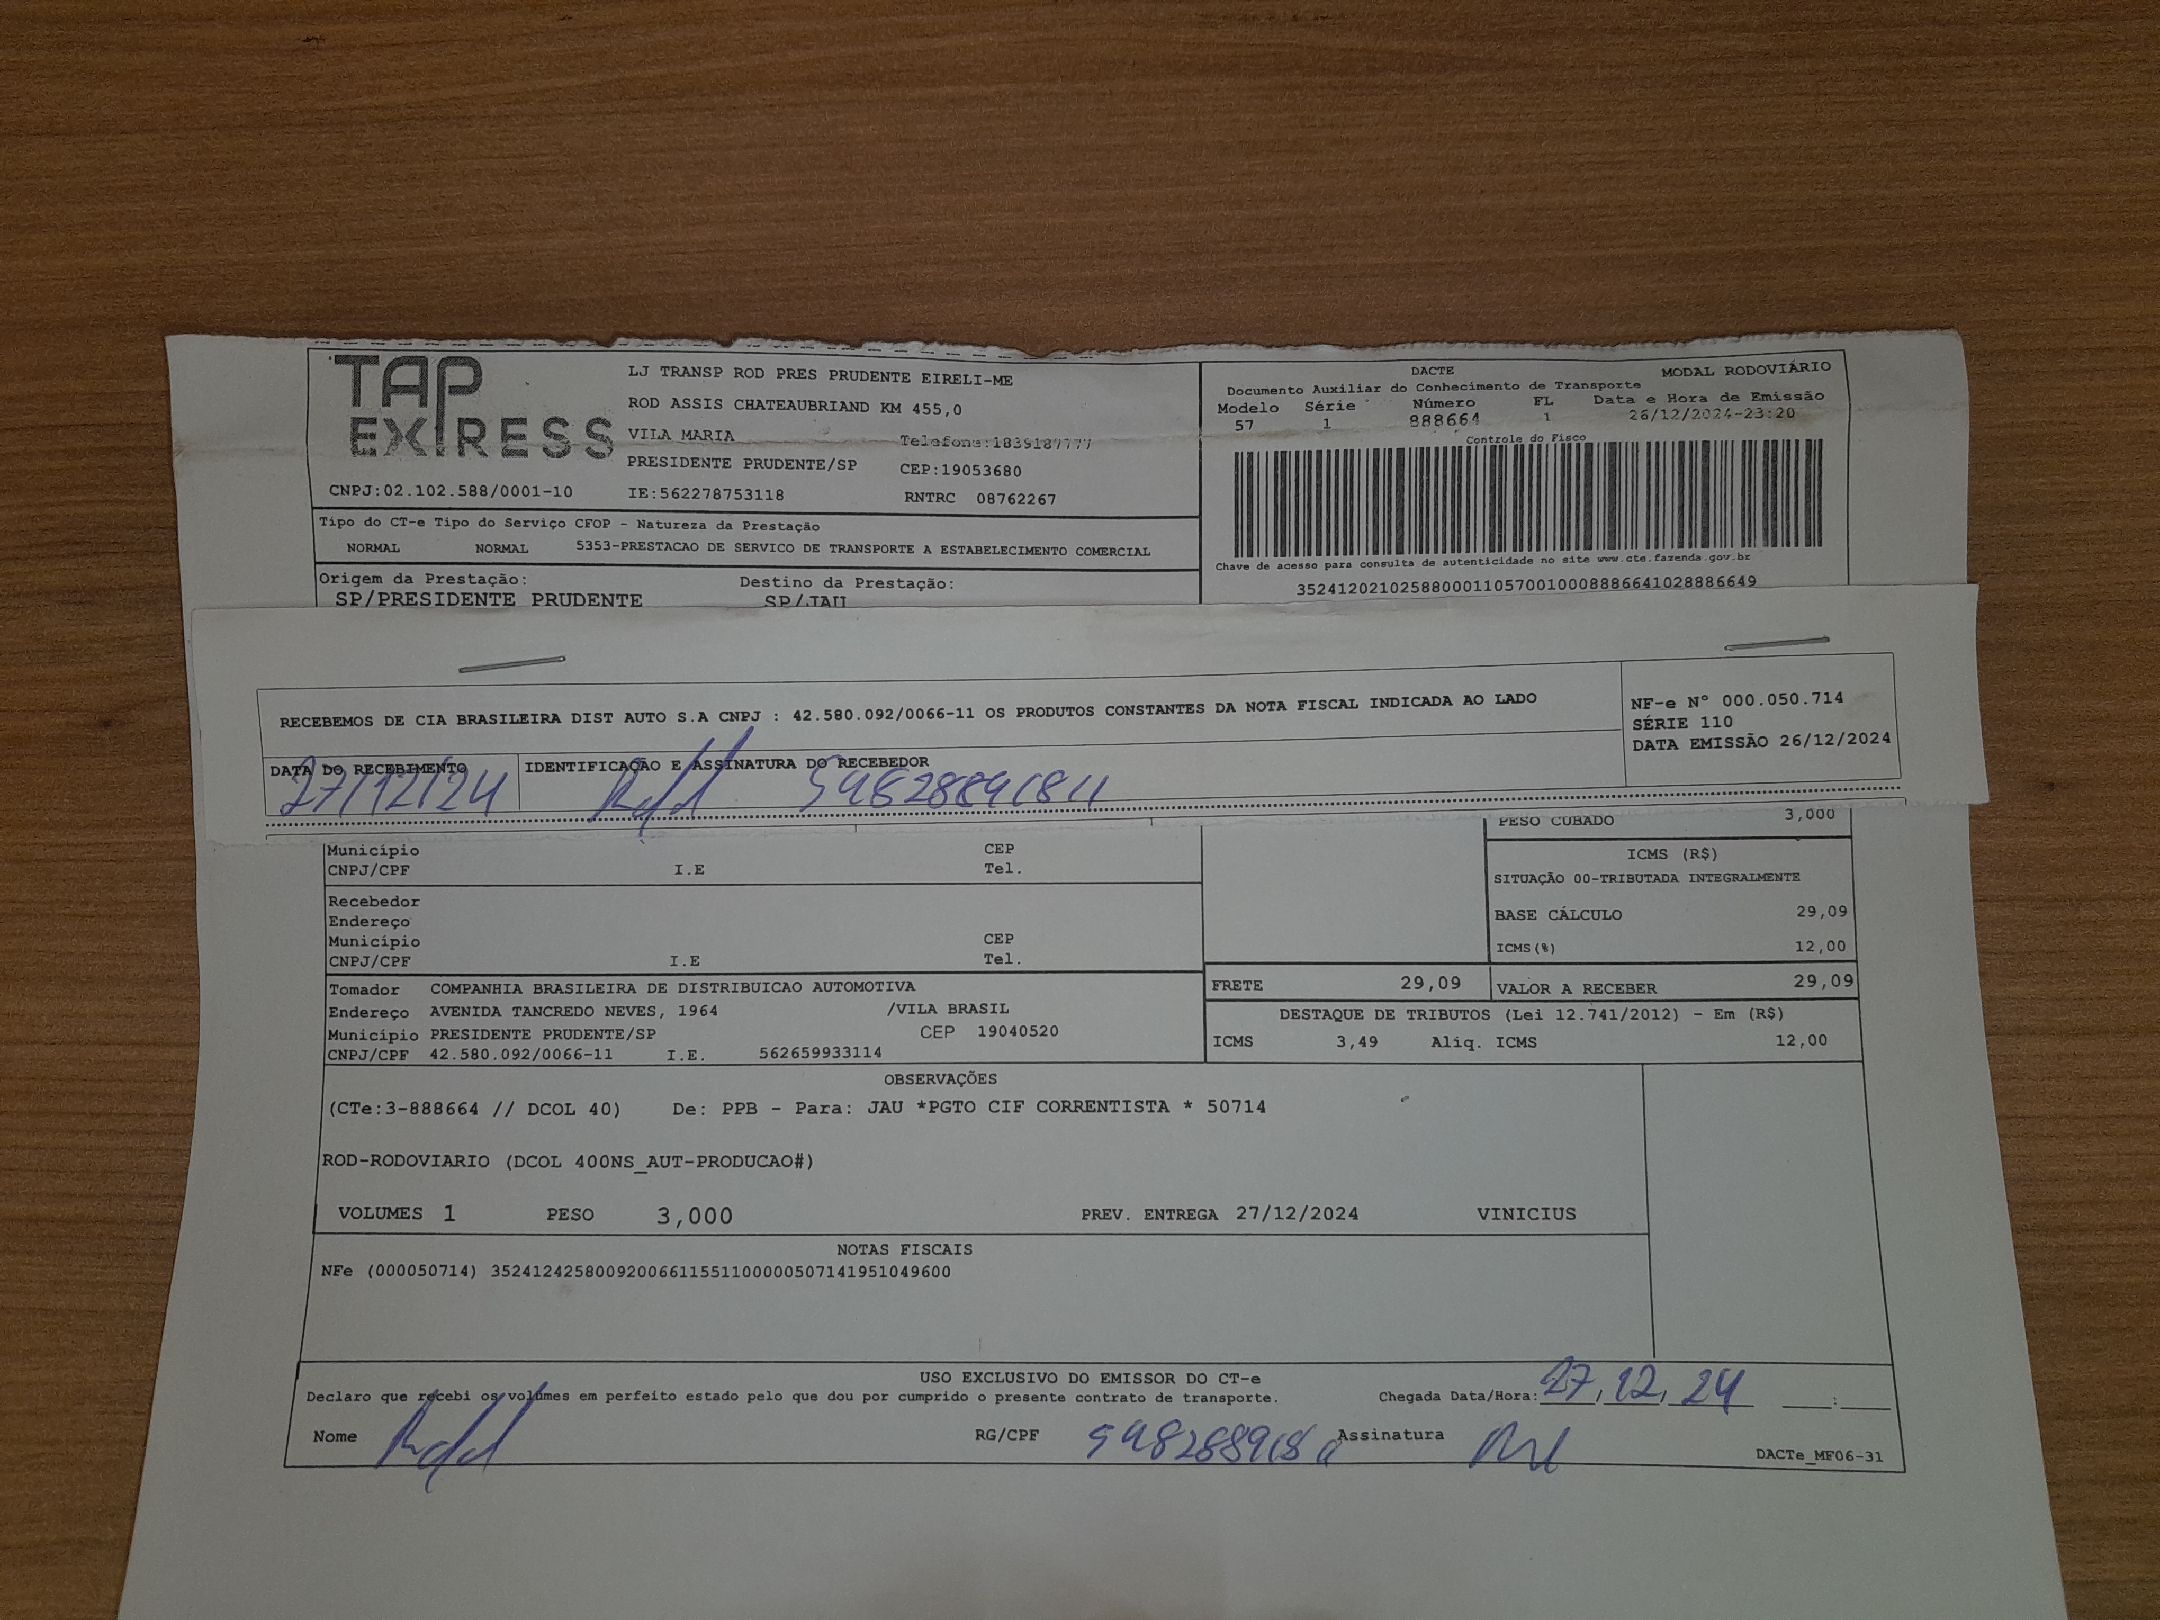 TAP EXPRESS
LJ TRANSP ROD PRES PRUDENTE EIRELI-ME
ROD ASSIS CHATEAUBRIAND KM 455,0
VILA MARIA Telefone:1839187777
PRESIDENTE PRUDENTE/SP CEP:19053680
CNPJ:02.102.588/0001-10 IE:562278753118 RNTRC 08762267
DACTE MODAL RODOVIÁRIO
Documento Auxiliar do Conhecimento de Transporte
Modelo Série Número FL Data e Hora de Emissão
57 1 888664 1 26/12/2024-23:20
Controle do Fisco
Chave de acesso para consulta de autenticidade no site www.cte.fazenda.gov.br
35241202102588000110570010008886641028886649
Tipo do CT-e Tipo do Serviço CFOP - Natureza da Prestação
NORMAL NORMAL 5353-PRESTACAO DE SERVICO DE TRANSPORTE A ESTABELECIMENTO COMERCIAL
Origem da Prestação: Destino da Prestação:
SP/PRESIDENTE PRUDENTE SP/JAU
RECEBEMOS DE CIA BRASILEIRA DIST AUTO S.A CNPJ : 42.580.092/0066-11 OS PRODUTOS CONSTANTES DA NOTA FISCAL INDICADA AO LADO
NF-e Nº 000.050.714
SÉRIE 110
DATA EMISSÃO 26/12/2024
DATA DO RECEBIMENTO IDENTIFICAÇÃO E ASSINATURA DO RECEBEDOR
27/12/24
PESO CUBADO 3,000
Município CEP
CNPJ/CPF I.E Tel.
Recebedor
Endereço
Município CEP
CNPJ/CPF I.E Tel.
ICMS (R$)
SITUAÇÃO 00-TRIBUTADA INTEGRALMENTE
BASE CÁLCULO 29,09
ICMS(%) 12,00
FRETE 29,09 VALOR A RECEBER 29,09
Tomador COMPANHIA BRASILEIRA DE DISTRIBUICAO AUTOMOTIVA
Endereço AVENIDA TANCREDO NEVES, 1964 /VILA BRASIL
Município PRESIDENTE PRUDENTE/SP CEP 19040520
CNPJ/CPF 42.580.092/0066-11 I.E. 562659933114
DESTAQUE DE TRIBUTOS (Lei 12.741/2012) - Em (R$)
ICMS 3,49 Aliq. ICMS 12,00
OBSERVAÇÕES
(CTe:3-888664 // DCOL 40) De: PPB - Para: JAU *PGTO CIF CORRENTISTA * 50714
ROD-RODOVIARIO (DCOL 400NS_AUT-PRODUCAO#)
VOLUMES 1 PESO 3,000 PREV. ENTREGA 27/12/2024 VINICIUS
NOTAS FISCAIS
NFe (000050714) 35241242580092006611551100000507141951049600
USO EXCLUSIVO DO EMISSOR DO CT-e
Declaro que recebi os volumes em perfeito estado pelo que dou por cumprido o presente contrato de transporte. Chegada Data/Hora: 27, 12, 24 :
Nome RG/CPF Assinatura
DACTe_MF06-31